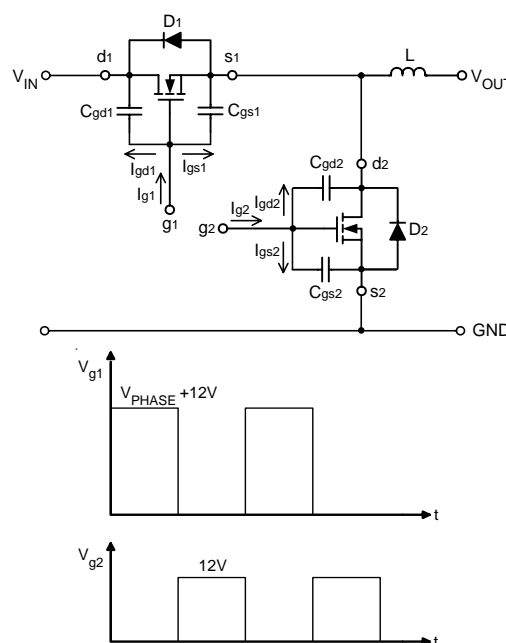 D1
d1
s1
L
VIN
VOUT
Cgd1
Cgs1
Igd1
Igs1
Ig1
g1
Cgd2
d2
Ig2
Igd2
g2
D2
Igs2
Cgs2
s2
GND
Vg1
VPHASE +12V
t
Vg2
12V
t